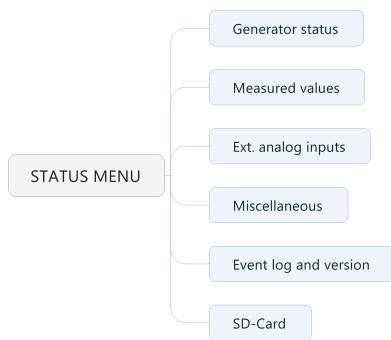 STATUS MENU
Generator status
Measured values
Ext. analog inputs
Miscellaneous
Event log and version
SD-Card